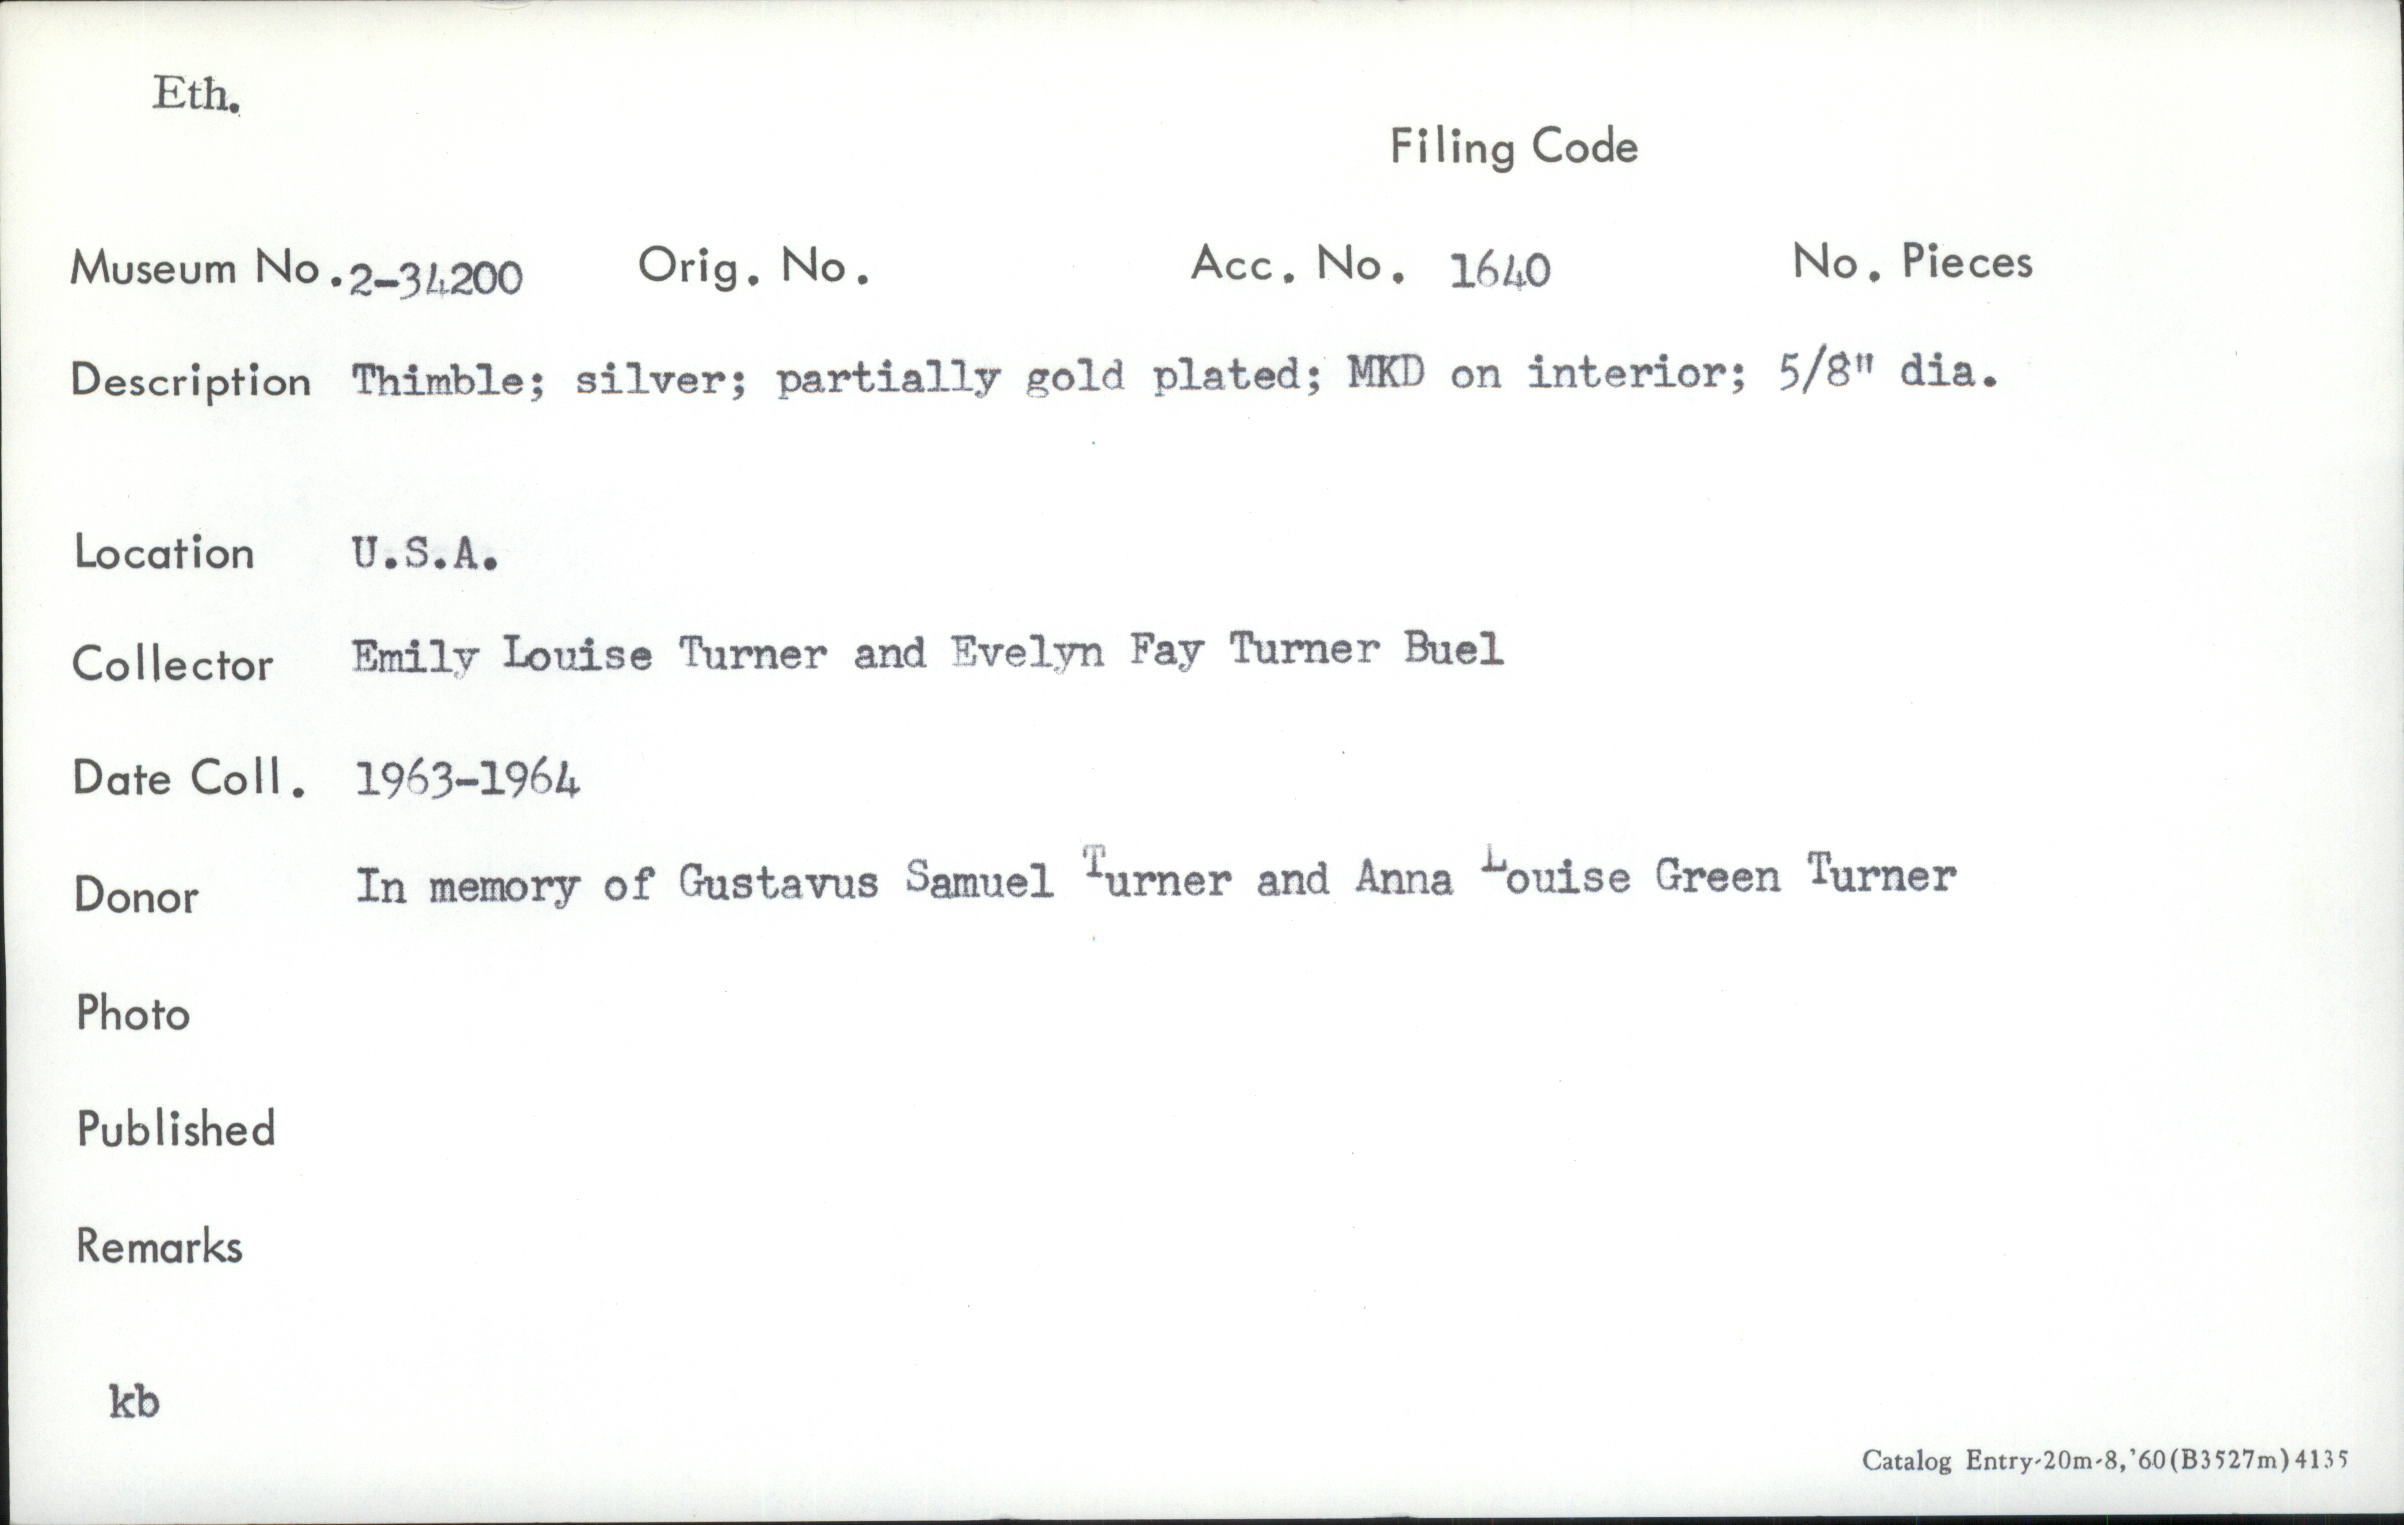 Eth.
Filing Code
Museum No. 2-34200 Orig. No. Acc. No. 1640 No. Pieces
Description Thimble; silver; partially gold plated; MKD on interior; 5/8" dia.
Location U.S.A.
Collector Emily Louise Turner and Evelyn Fay Turner Buel
Date Coll. 1963-1964
Donor In memory of Gustavus Samuel Turner and Anna Louise Green Turner
Photo
Published
Remarks
kb
Catalog Entry-20m-8,'60(B3527m)4135